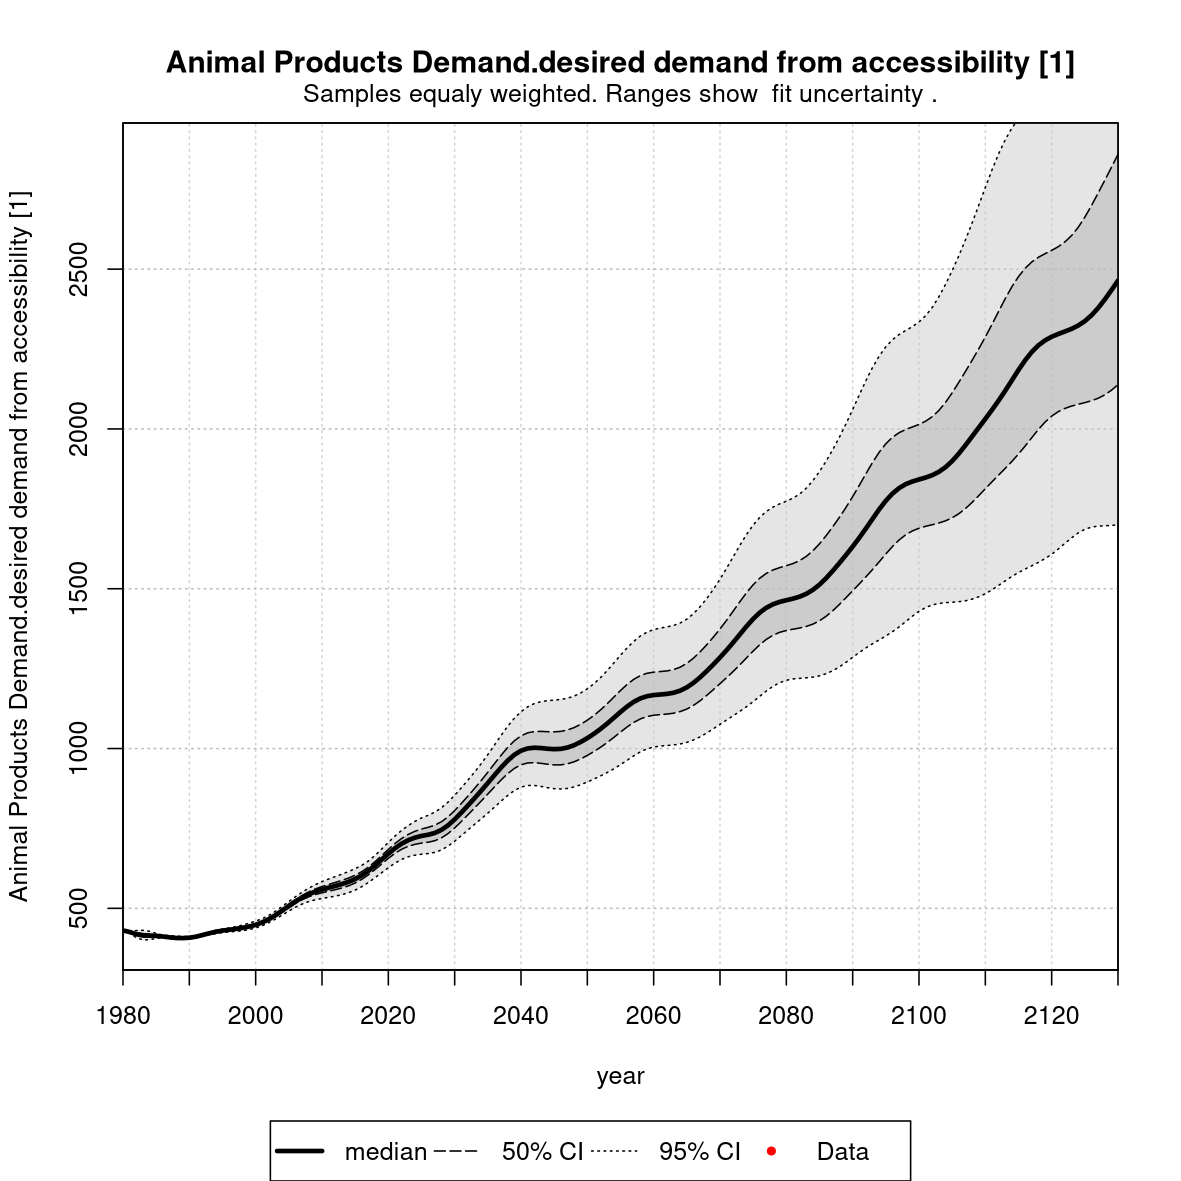 Animal Products Demand.desired demand from accessibility [1]
Samples equaly weighted. Ranges show  fit uncertainty .
Animal Products Demand.desired demand from accessibility [1]
2500
2000
1500
1000
500
1980 2000 2020 2040 2060 2080 2100 2120
year
median 50% CI 95% CI Data